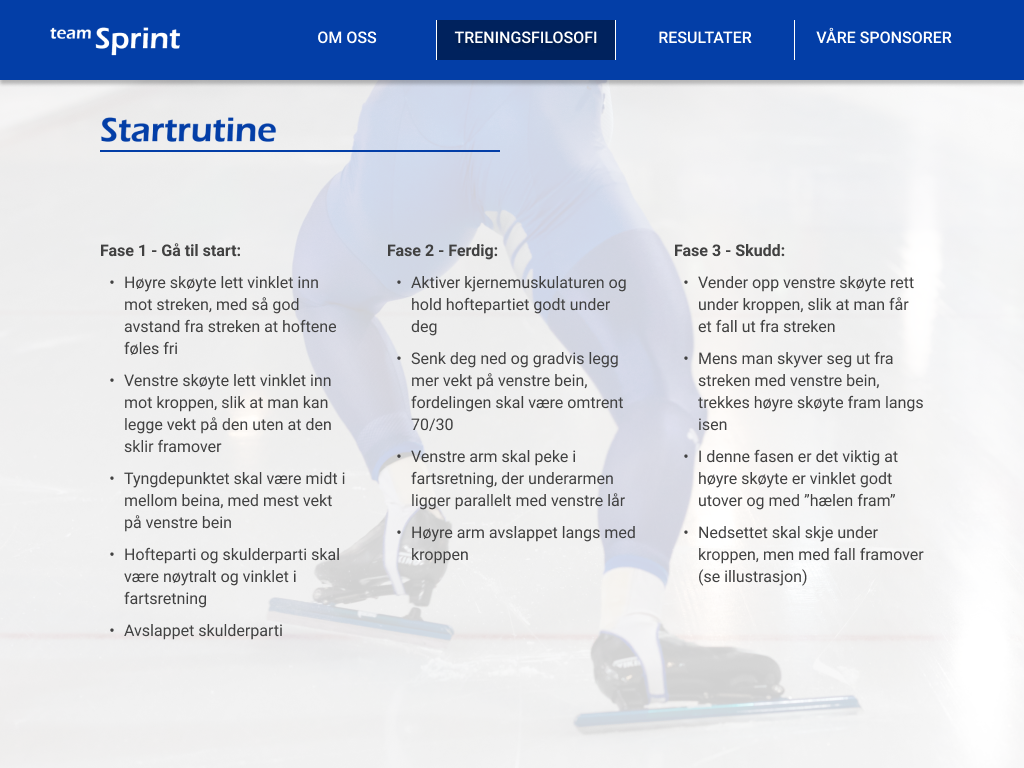 team Sprint
OM OSS
TRENINGSFILOSOFI
RESULTATER
VÅRE SPONSORER
Startrutine
Fase 1 - Gå til start:
• Høyre skøyte lett vinklet inn
mot streken, med så god
avstand fra streken at hoftene
føles fri
• Venstre skøyte lett vinklet inn
mot kroppen, slik at man kan
legge vekt på den uten at den
sklir framover
• Tyngdepunktet skal være midt i
mellom beina, med mest vekt
på venstre bein
• Hofteparti og skulderparti skal
være nøytralt og vinklet i
fartsretning
• Avslappet skulderparti
Fase 2 - Ferdig:
• Aktiver kjernemuskulaturen og
hold hoftepartiet godt under
deg
• Senk deg ned og gradvis legg
mer vekt på venstre bein,
fordelingen skal være omtrent
70/30
• Venstre arm skal peke i
fartsretning, der underarmen
ligger parallelt med venstre lår
• Høyre arm avslappet langs med
kroppen
Fase 3 - Skudd:
• Vender opp venstre skøyte rett
under kroppen, slik at man får
et fall ut fra streken
• Mens man skyver seg ut fra
streken med venstre bein,
trekkes høyre skøyte fram langs
isen
• I denne fasen er det viktig at
høyre skøyte er vinklet godt
utover og med ”hælen fram”
• Nedsettet skal skje under
kroppen, men med fall framover
(se illustrasjon)